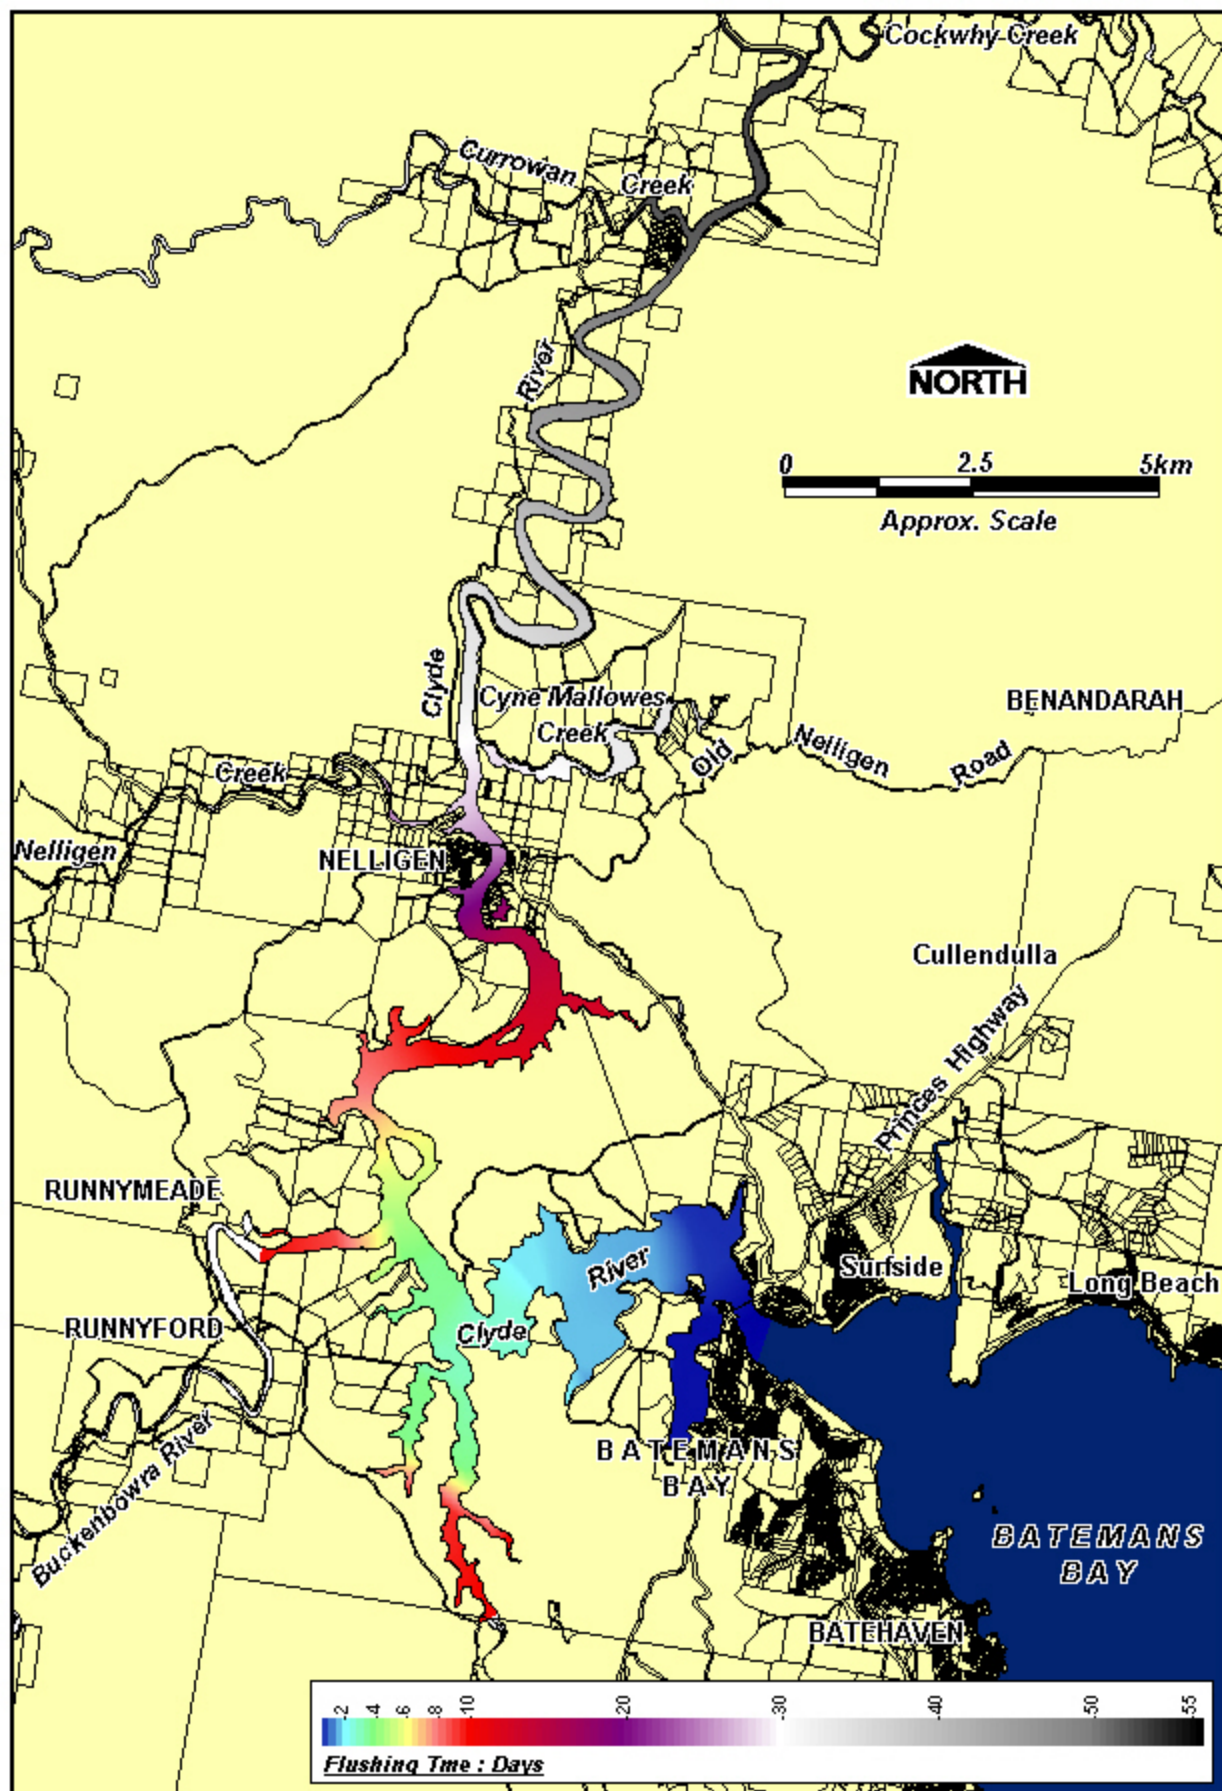 Cockwhy Creek
Currowan
Creek
River
NORTH
0 2.5 5km
Approx. Scale
Clyde
Cyne Mallowes
Creek
BENANDARAH
Old Nelligen Road
Creek
Nelligen
NELLIGEN
Cullendulla
Princes Highway
RUNNYMEADE
River
Surfside
Long Beach
RUNNYFORD
Clyde
Buckenbowra River
BATEMANS
BAY
BATEMANS
BAY
BATEHAVEN
2 4 6 8 10 20 30 40 50 55
Flushing Tme : Days